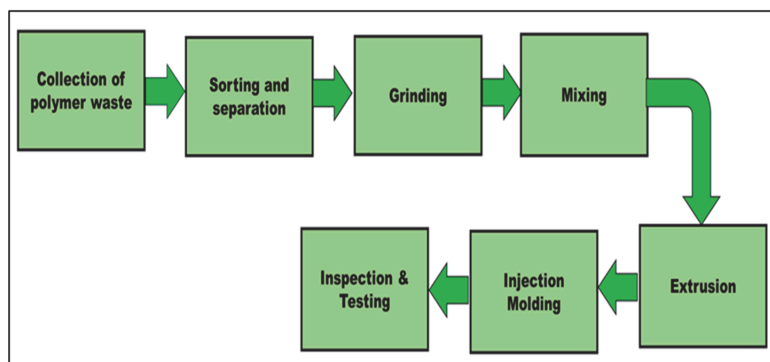 Collection of
polymer waste
Sorting and
separation
Grinding
Mixing
Extrusion
Injection
Molding
Inspection &
Testing